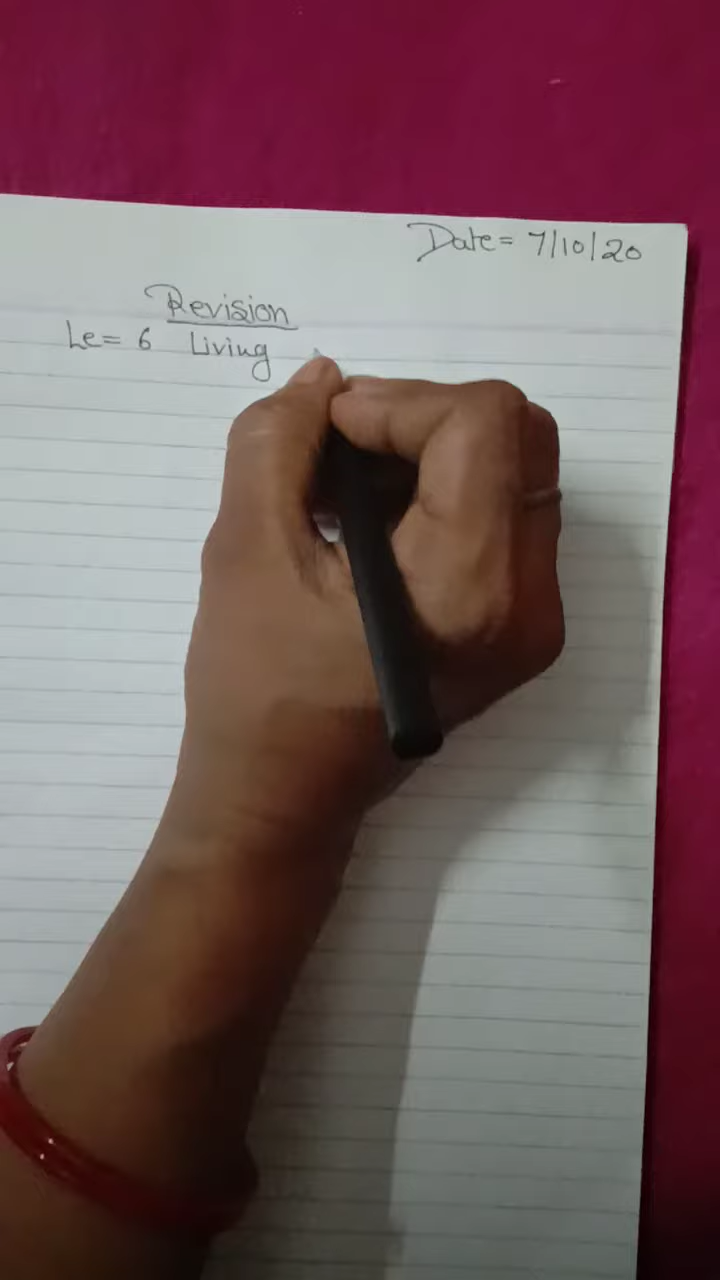 Date = 7/10/20
Revision
Le = 6 Living